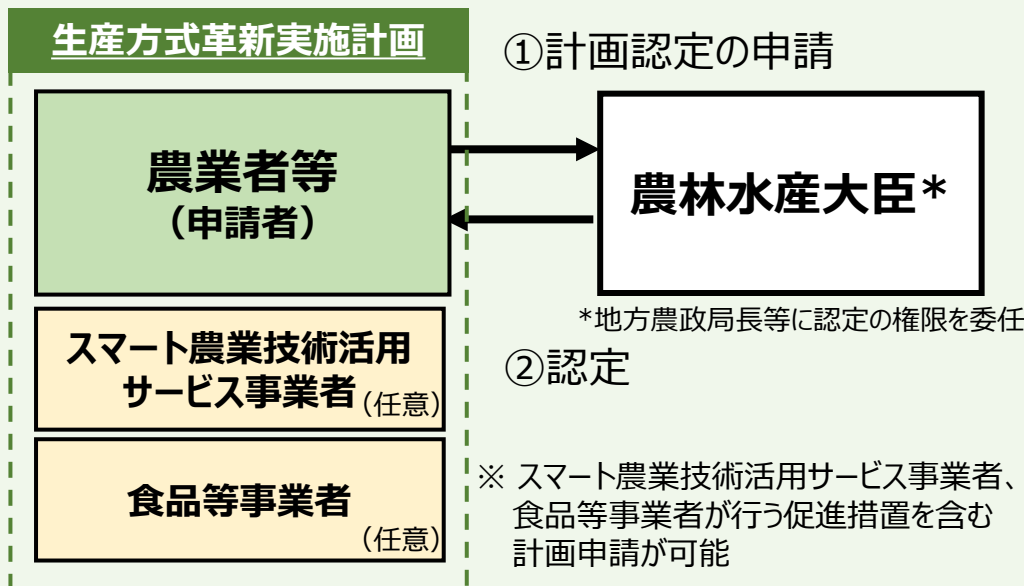 生産方式革新実施計画
①計画認定の申請
農業者等
（申請者）
農林水産大臣*
*地方農政局長等に認定の権限を委任
②認定
スマート農業技術活用
サービス事業者（任意）
食品等事業者
（任意）
※ スマート農業技術活用サービス事業者、
食品等事業者が行う促進措置を含む
計画申請が可能